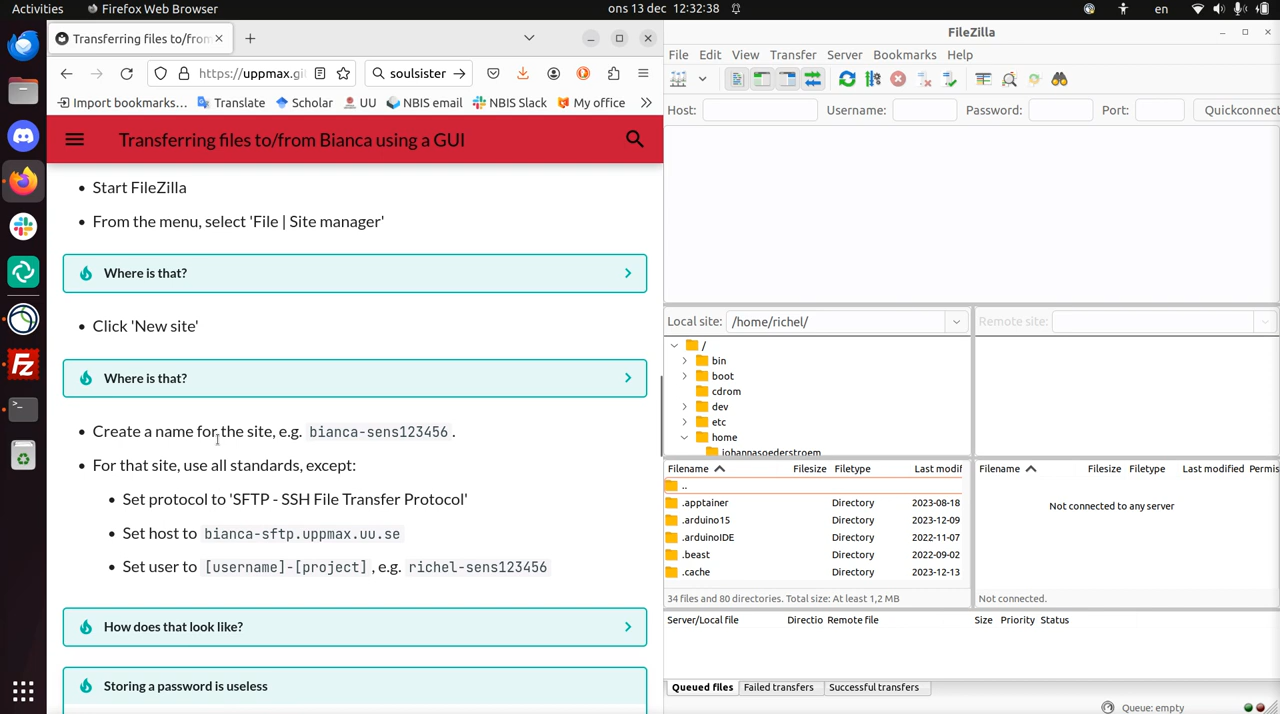 Activities
Firefox Web Browser
ons 13 dec 12:32:38
en
Transferring files to/from
https://uppmax.gi
soulsister
Import bookmarks…
Translate
Scholar
UU
NBIS email
NBIS Slack
My office
Transferring files to/from Bianca using a GUI
Start FileZilla
From the menu, select 'File | Site manager'
Where is that?
Click 'New site'
Where is that?
Create a name for the site, e.g. bianca-sens123456.
For that site, use all standards, except:
Set protocol to 'SFTP - SSH File Transfer Protocol'
Set host to bianca-sftp.uppmax.uu.se
Set user to [username]-[project], e.g. richel-sens123456
How does that look like?
Storing a password is useless
FileZilla
File Edit View Transfer Server Bookmarks Help
Host: Username: Password: Port: Quickconnect
Local site: /home/richel/
Remote site:
/
bin
boot
cdrom
dev
etc
home
johannasoederstroem
Filename Filesize Filetype Last modif
..
.apptainer Directory 2023-08-18
.arduino15 Directory 2023-12-09
.arduinoIDE Directory 2022-11-07
.beast Directory 2022-09-02
.cache Directory 2023-12-13
34 files and 80 directories. Total size: At least 1,2 MB
Filename Filesize Filetype Last modified Permis
Not connected to any server
Not connected.
Server/Local file Directio Remote file Size Priority Status
Queued files Failed transfers Successful transfers
Queue: empty